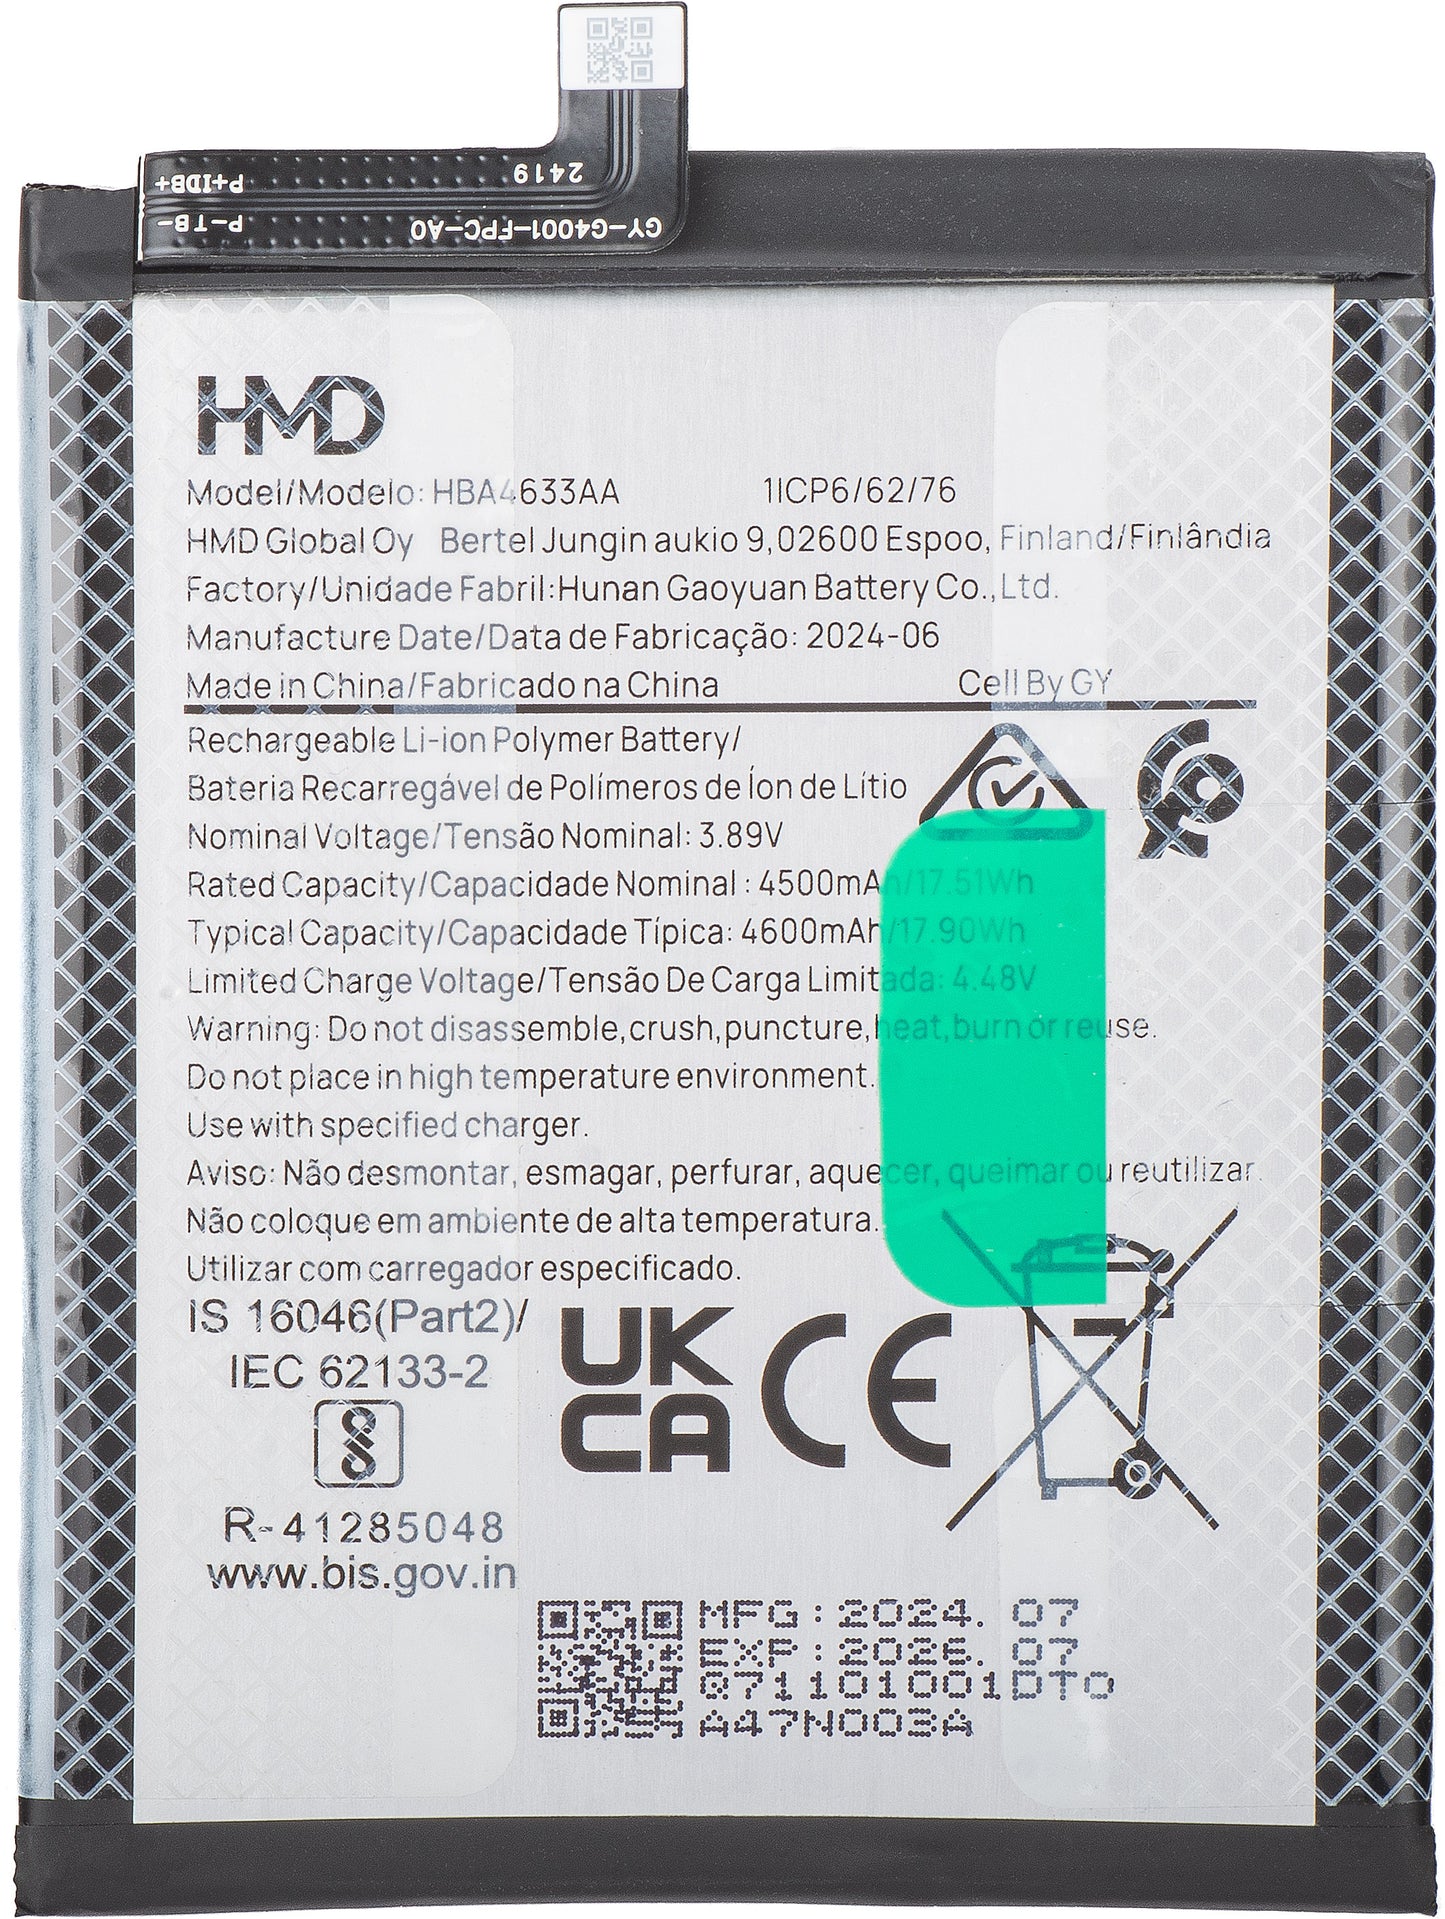 2419
P+IDB+
P-TB-
GY-G4001-FPC-A0
HMD
Model/Modelo: HBA4633AA 1ICP6/62/76
HMD Global Oy Bertel Jungin aukio 9,02600 Espoo, Finland/Finlândia
Factory/Unidade Fabril:Hunan Gaoyuan Battery Co.,Ltd.
Manufacture Date/Data de Fabricação: 2024-06
Made in China/Fabricado na China Cell By GY
Rechargeable Li-ion Polymer Battery/
Bateria Recarregável de Polímeros de Íon de Lítio
Nominal Voltage/Tensão Nominal: 3.89V
Rated Capacity/Capacidade Nominal : 4500mAh/17.51Wh
Typical Capacity/Capacidade Típica: 4600mAh/17.90Wh
Limited Charge Voltage/Tensão De Carga Limitada: 4.48V
Warning: Do not disassemble,crush,puncture,heat,burn or reuse.
Do not place in high temperature environment.
Use with specified charger.
Aviso: Não desmontar, esmagar, perfurar, aquecer, queimar ou reutilizar.
Não coloque em ambiente de alta temperatura.
Utilizar com carregador especificado.
IS 16046(Part2)/
IEC 62133-2
UK
CA
CE
R-41285048
www.bis.gov.in
MFG:2024. 07
EXP: 07
071101001DT0
A47N003A